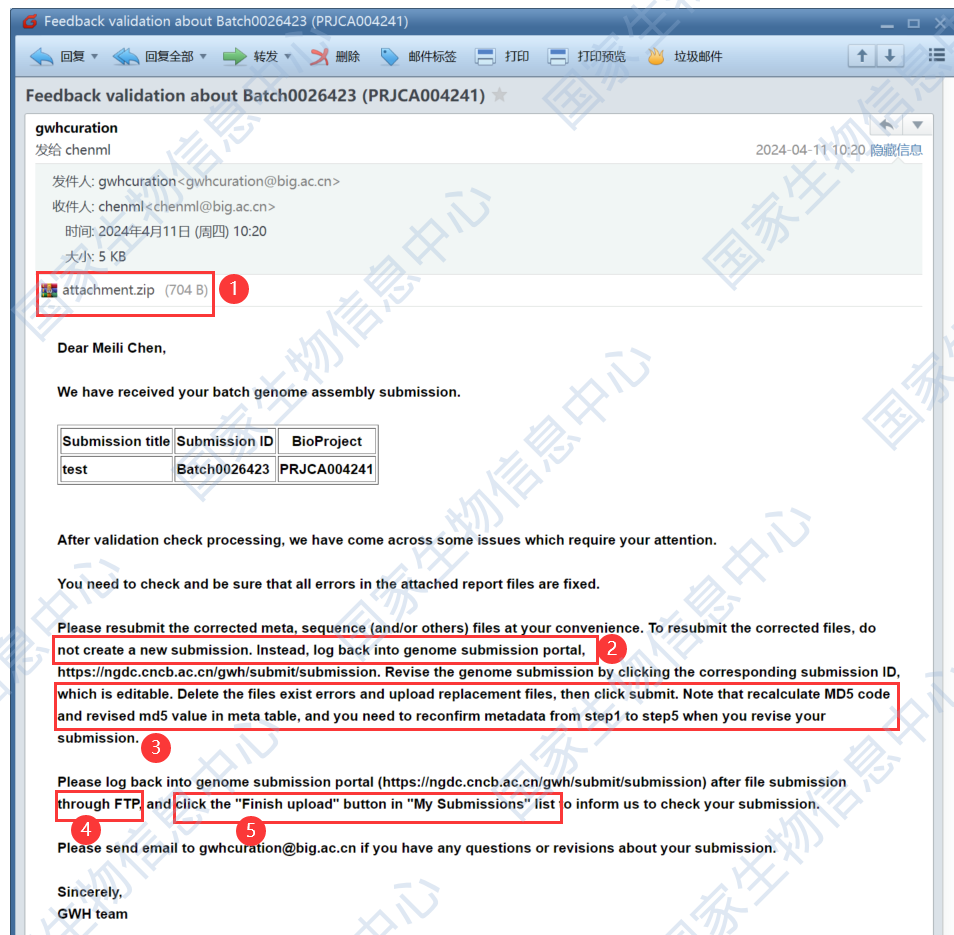 Feedback validation about Batch0026423 (PRJCA004241)
回复 回复全部 转发 删除 邮件标签 打印 打印预览 垃圾邮件
Feedback validation about Batch0026423 (PRJCA004241)
gwhcuration
发给 chenml 2024-04-11 10:20 隐藏信息
发件人: gwhcuration<gwhcuration@big.ac.cn>
收件人: chenml<chenml@big.ac.cn>
时间: 2024年4月11日 (周四) 10:20
大小: 5 KB
attachment.zip (704 B) 1
Dear Meili Chen,
We have received your batch genome assembly submission.
Submission title Submission ID BioProject
test Batch0026423 PRJCA004241
After validation check processing, we have come across some issues which require your attention.
You need to check and be sure that all errors in the attached report files are fixed.
Please resubmit the corrected meta, sequence (and/or others) files at your convenience. To resubmit the corrected files, do
not create a new submission. Instead, log back into genome submission portal, 2
https://ngdc.cncb.ac.cn/gwh/submit/submission. Revise the genome submission by clicking the corresponding submission ID,
which is editable. Delete the files exist errors and upload replacement files, then click submit. Note that recalculate MD5 code
and revised md5 value in meta table, and you need to reconfirm metadata from step1 to step5 when you revise your
submission. 3
Please log back into genome submission portal (https://ngdc.cncb.ac.cn/gwh/submit/submission) after file submission
through FTP, and click the "Finish upload" button in "My Submissions" list to inform us to check your submission.
4 5
Please send email to gwhcuration@big.ac.cn if you have any questions or revisions about your submission.
Sincerely,
GWH team
国家生物信息中心